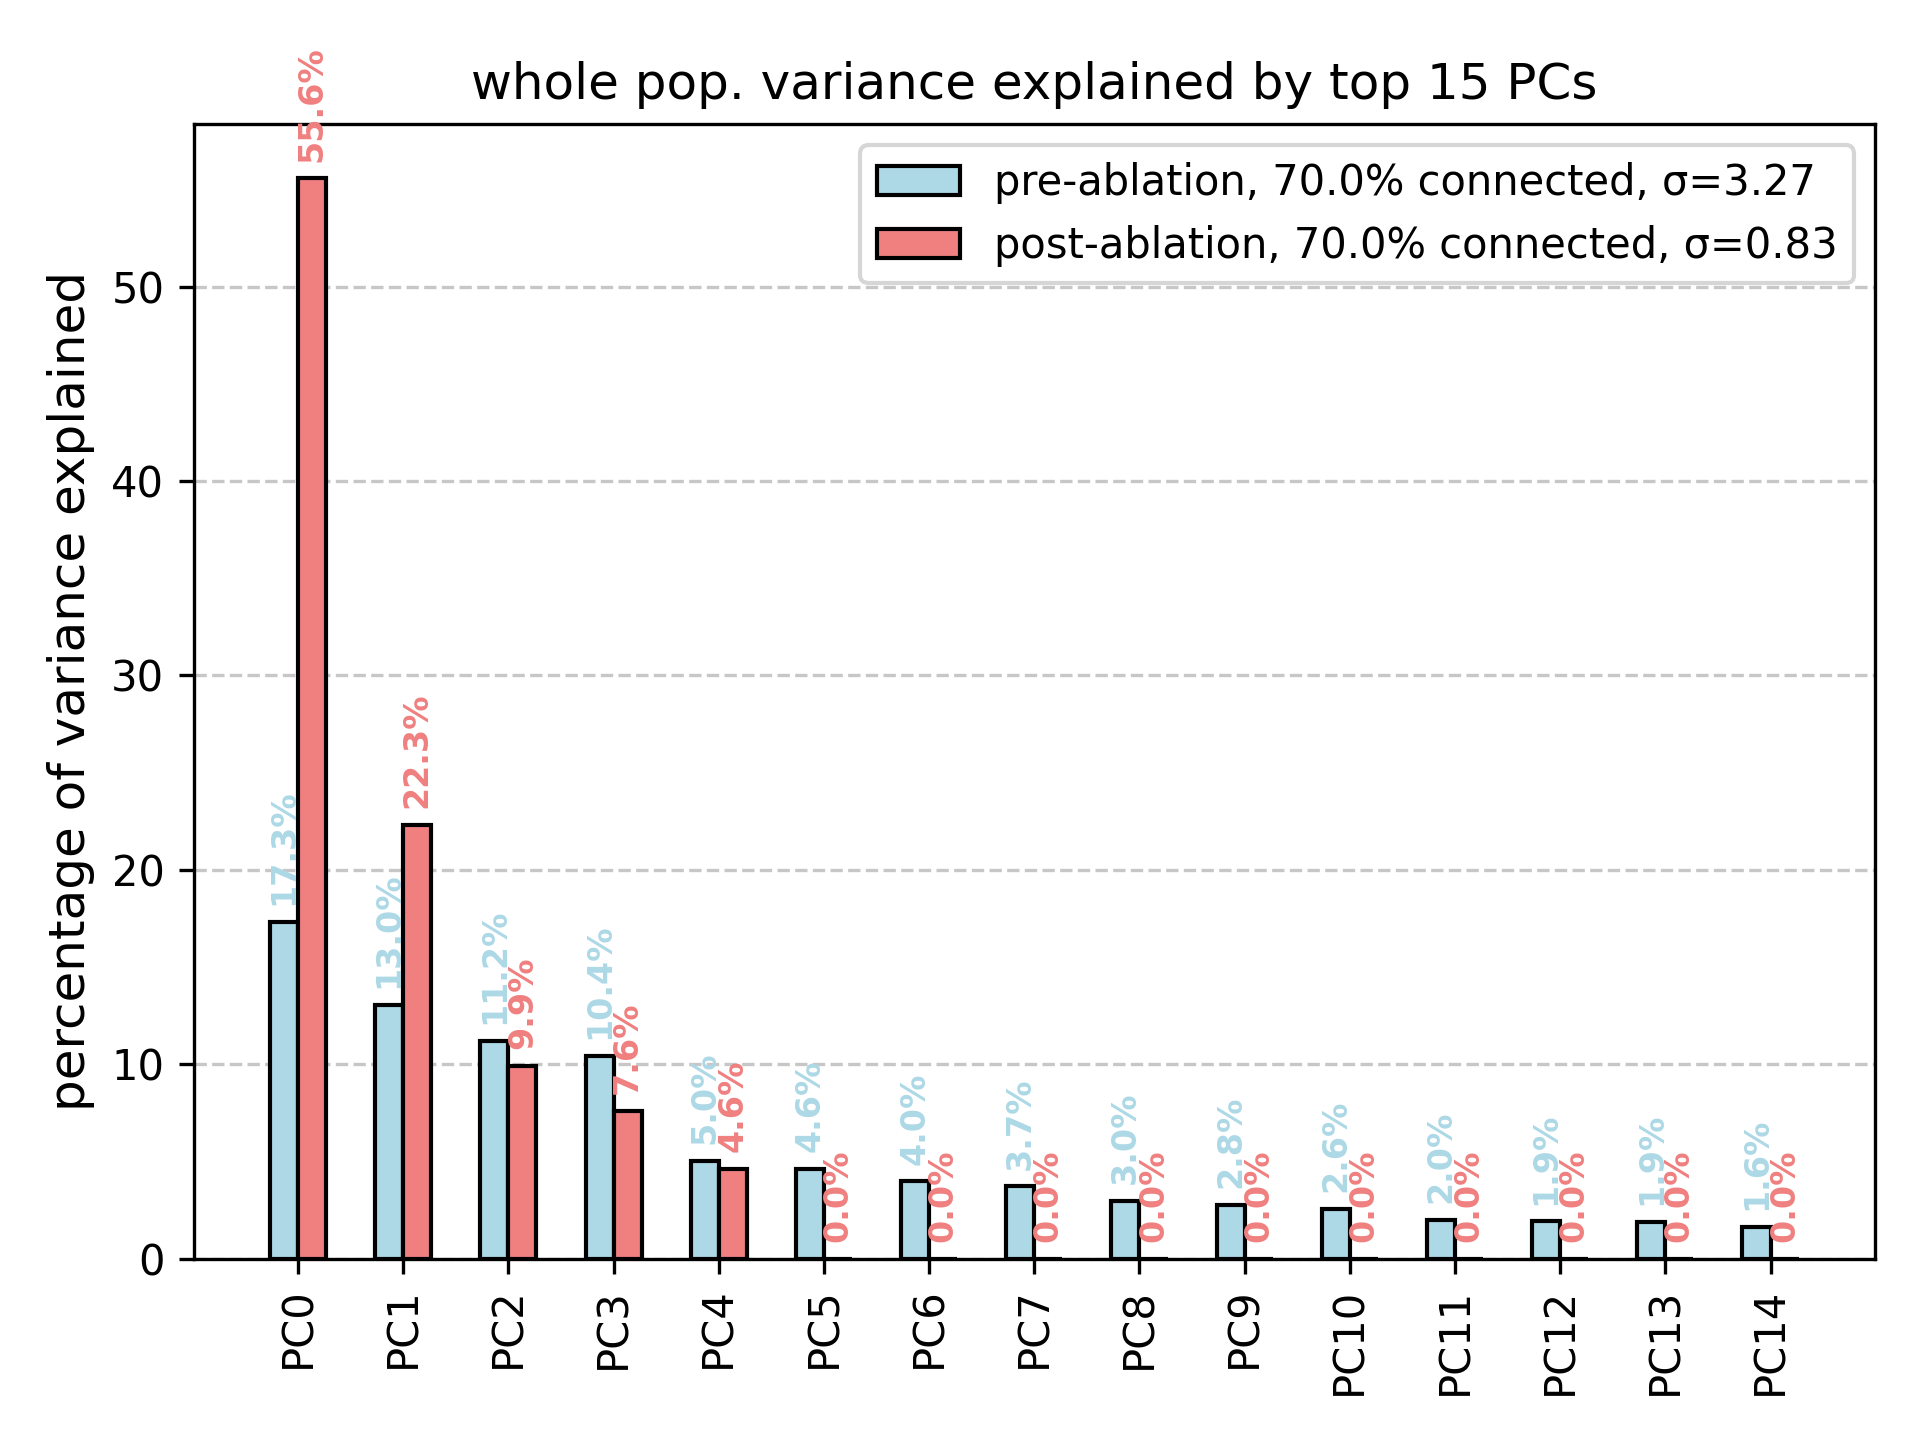 whole pop. variance explained by top 15 PCs
pre-ablation, 70.0% connected, σ=3.27
post-ablation, 70.0% connected, σ=0.83
percentage of variance explained
50
40
30
20
10
0
17.3%
55.6%
13.0%
22.3%
11.2%
9.9%
10.4%
7.6%
5.0%
4.6%
4.6%
0.0%
4.0%
0.0%
3.7%
0.0%
3.0%
0.0%
2.8%
0.0%
2.6%
0.0%
2.0%
0.0%
1.9%
0.0%
1.9%
0.0%
1.6%
0.0%
PC0
PC1
PC2
PC3
PC4
PC5
PC6
PC7
PC8
PC9
PC10
PC11
PC12
PC13
PC14